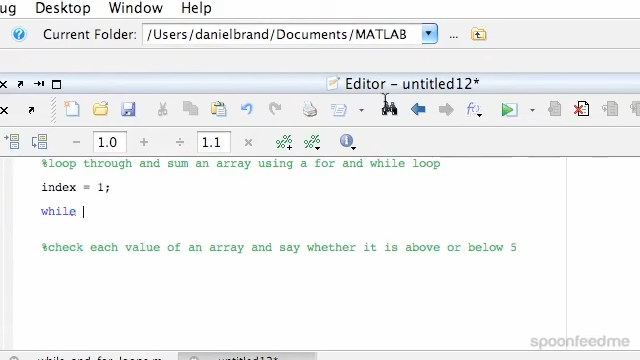 ug Desktop Window Help
Current Folder: /Users/danielbrand/Documents/MATLAB ...
Editor - untitled12*
1.0 1.1
%loop through and sum an array using a for and while loop
index = 1;
while
%check each value of an array and say whether it is above or below 5
spoonfeedme
while and for loops.m untitled12*